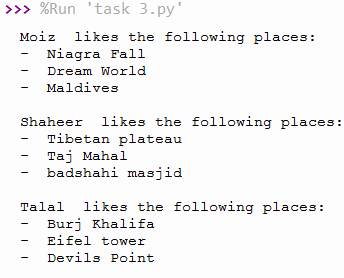 >>> %Run 'task 3.py'
Moiz  likes the following places:
-  Niagra Fall
-  Dream World
-  Maldives
Shaheer  likes the following places:
-  Tibetan plateau
-  Taj Mahal
-  badshahi masjid
Talal  likes the following places:
-  Burj Khalifa
-  Eifel tower
-  Devils Point